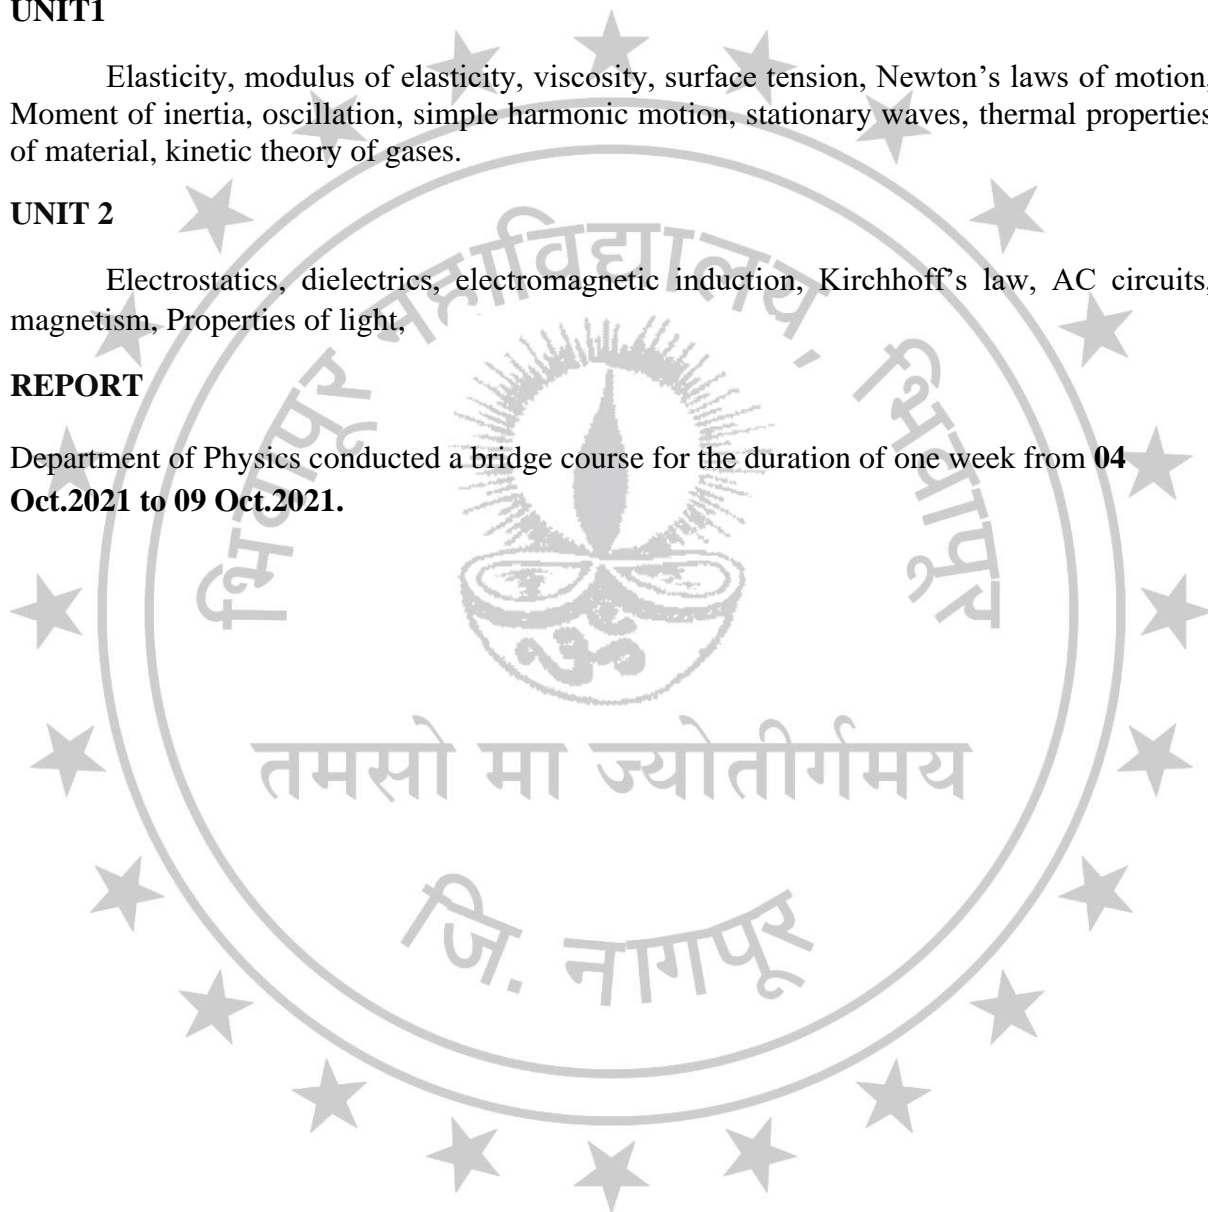 UNIT1
Elasticity, modulus of elasticity, viscosity, surface tension, Newton’s laws of motion,
Moment of inertia, oscillation, simple harmonic motion, stationary waves, thermal properties
of material, kinetic theory of gases.
UNIT 2
Electrostatics, dielectrics, electromagnetic induction, Kirchhoff’s law, AC circuits,
magnetism, Properties of light,
REPORT
Department of Physics conducted a bridge course for the duration of one week from 04
Oct.2021 to 09 Oct.2021.
भिवापूर महाविद्यालय, भिवापूर
तमसो मा ज्योतीर्गमय
जि. नागपूर